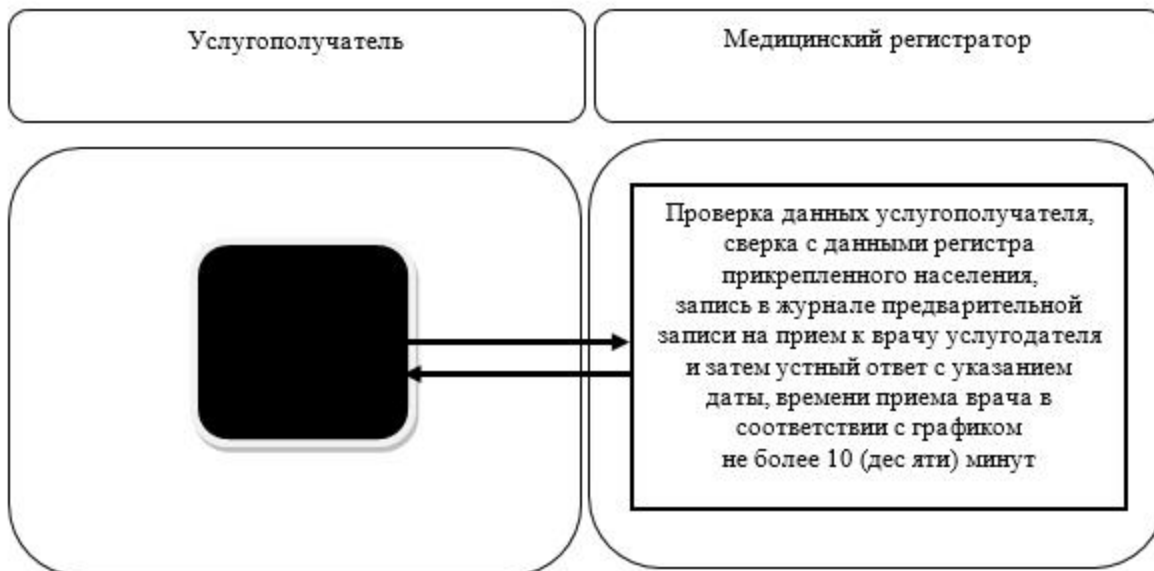 Услугополучатель
Медицинский регистратор
Проверка данных услугополучателя,
сверка с данными регистра
прикрепленного населения,
запись в журнале предварительной
записи на прием к врачу услугодателя
и затем устный ответ с указанием
даты, времени приема врача в
соответствии с графиком
не более 10 (дес яти) минут